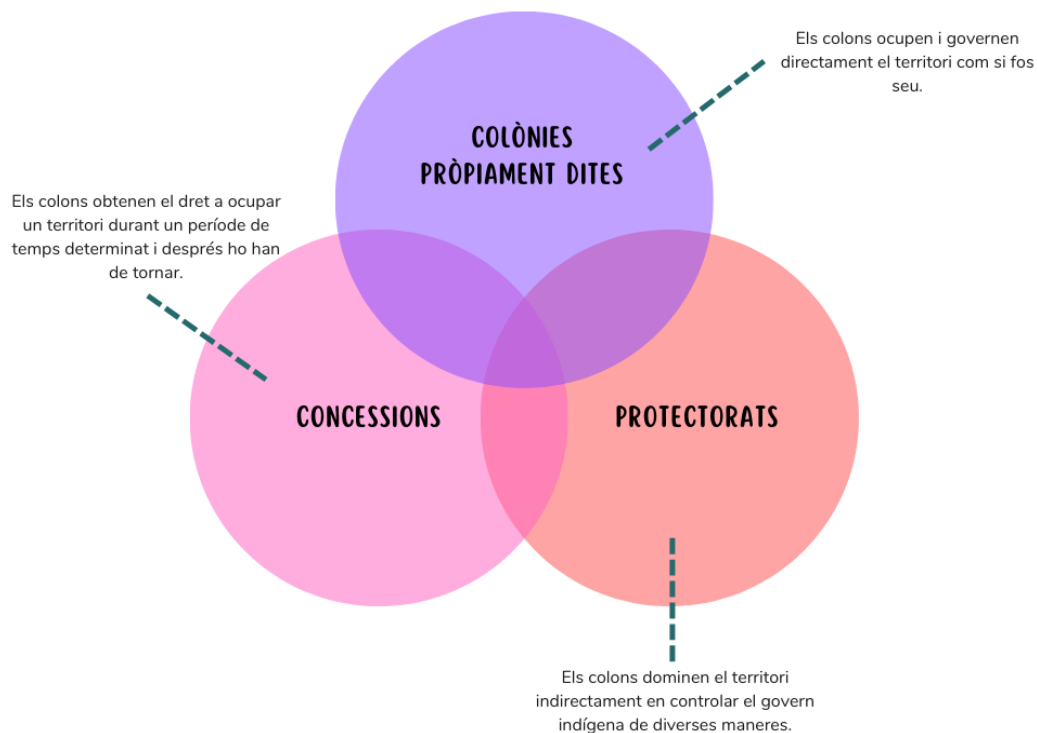 Els colons ocupen i governen
directament el territori com si fos
seu.
COLÒNIES
PRÒPIAMENT DITES
Els colons obtenen el dret a ocupar
un territori durant un període de
temps determinat i després ho han
de tornar.
CONCESSIONS
PROTECTORATS
Els colons dominen el territori
indirectament en controlar el govern
indígena de diverses maneres.